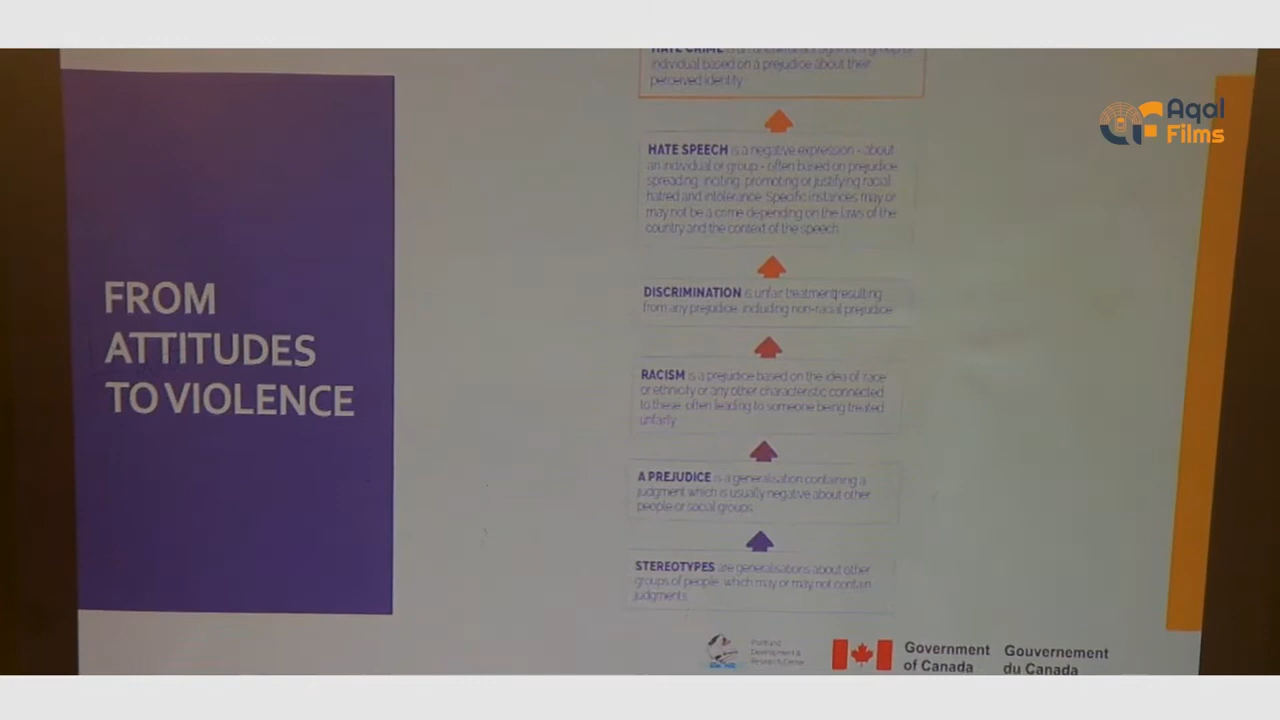 FROM
ATTITUDES
TO VIOLENCE
individual based on a prejudice about their
perceived identity
HATE SPEECH is a negative expression - about
an individual or group - often based on prejudice,
spreading, inciting, promoting or justifying racial
hatred and intolerance. Specific instances may or
may not be a crime depending on the laws of the
country and the context of the speech
DISCRIMINATION is unfair treatment resulting
from any prejudice, including non-racial prejudice
RACISM is a prejudice based on the idea of race
or ethnicity or any other characteristic connected
to these, often leading to someone being treated
unfairly
A PREJUDICE is a generalisation containing a
judgment which is usually negative about other
people or social groups
STEREOTYPES are generalisations about other
groups of people, which may or may not contain
judgments
Puntland
Development &
Research Center
Government
of Canada
Gouvernement
du Canada
Aqal
Films